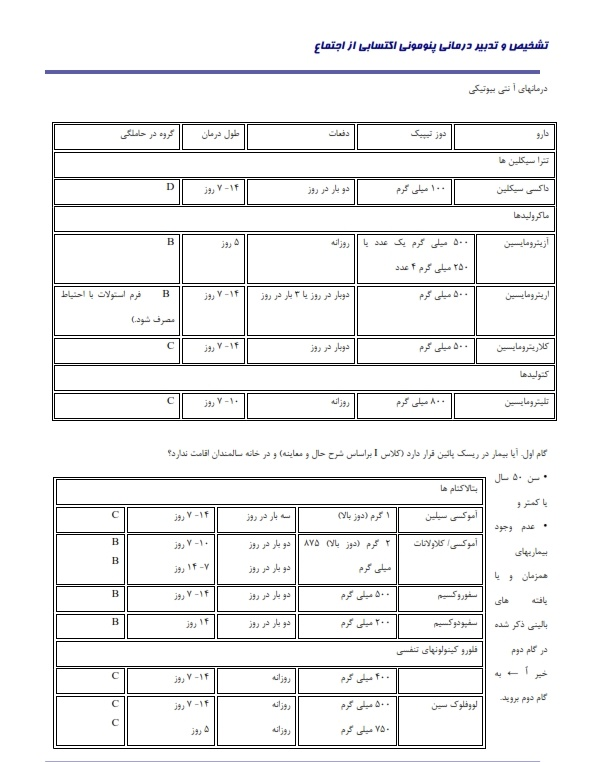 تشخیص و تدبیر درمانی پنومونی اکتسابی از اجتماع
درمانهای آ نتی بیوتیکی
دارو دوز تیپیک دفعات طول درمان گروه در حاملگی
تترا سیکلین ها
داکسی سیکلین ۱۰۰ میلی گرم دو بار در روز ۱۴- ۷ روز D
ماکرولیدها
آزیترومایسین ۵۰۰ میلی گرم یک عدد یا روزانه ۵ روز B
۲۵۰ میلی گرم ۴ عدد
اریترومایسین ۵۰۰ میلی گرم دوبار در روز یا ۳ بار در روز ۱۴- ۷ روز B فرم استولات با احتیاط
مصرف شود.)
کلاریترومایسین ۵۰۰ میلی گرم دوبار در روز ۱۴- ۷ روز C
کتولیدها
تلیترومایسین ۸۰۰ میلی گرم روزانه ۱۰- ۷ روز C
گام اول. آیا بیمار در ریسک پائین قرار دارد (کلاس I براساس شرح حال و معاینه) و در خانه سالمندان اقامت ندارد؟
• سن ۵۰ سال
یا کمتر و
• عدم وجود
بیماریهای
همزمان و یا
یافته های
بالینی ذکر شده
در گام دوم
خیر أ ← به
گام دوم بروید.
بتالاکتام ها
آموکسی سیلین ۱ گرم (دوز بالا) سه بار در روز ۱۴- ۷ روز C
آموکسی/ کلاولانات ۲ گرم (دوز بالا) ۸۷۵ دو بار در روز ۱۰- ۷ روز B
میلی گرم دو بار در روز ۷- ۱۴ روز B
سفوروکسیم ۵۰۰ میلی گرم دو بار در روز ۱۴- ۷ روز B
سفپودوکسیم ۲۰۰ میلی گرم دو بار در روز ۱۴ روز B
فلورو کینولونهای تنفسی
۴۰۰ میلی گرم روزانه ۱۴- ۷ روز C
لووفلوک سین ۵۰۰ میلی گرم روزانه ۱۴- ۷ روز C
۷۵۰ میلی گرم روزانه ۵ روز C